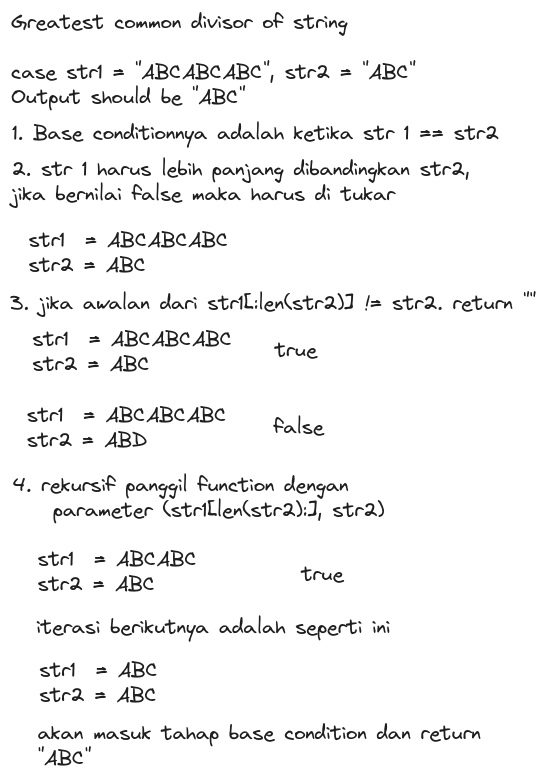 Greatest common divisor of string
case str1 = "ABCABCABC", str2 = "ABC"
Output should be "ABC"
1. Base conditionnya adalah ketika str 1 == str2
2. str 1 harus lebih panjang dibandingkan str2,
jika bernilai false maka harus di tukar
str1 = ABCABCABC
str2 = ABC
3. jika awalan dari str1[:len(str2)] != str2. return ""
str1 = ABCABCABC
str2 = ABC
true
str1 = ABCABCABC
str2 = ABD
false
4. rekursif panggil function dengan
parameter (str1[len(str2):], str2)
str1 = ABCABC
str2 = ABC
true
iterasi berikutnya adalah seperti ini
str1 = ABC
str2 = ABC
akan masuk tahap base condition dan return
"ABC"